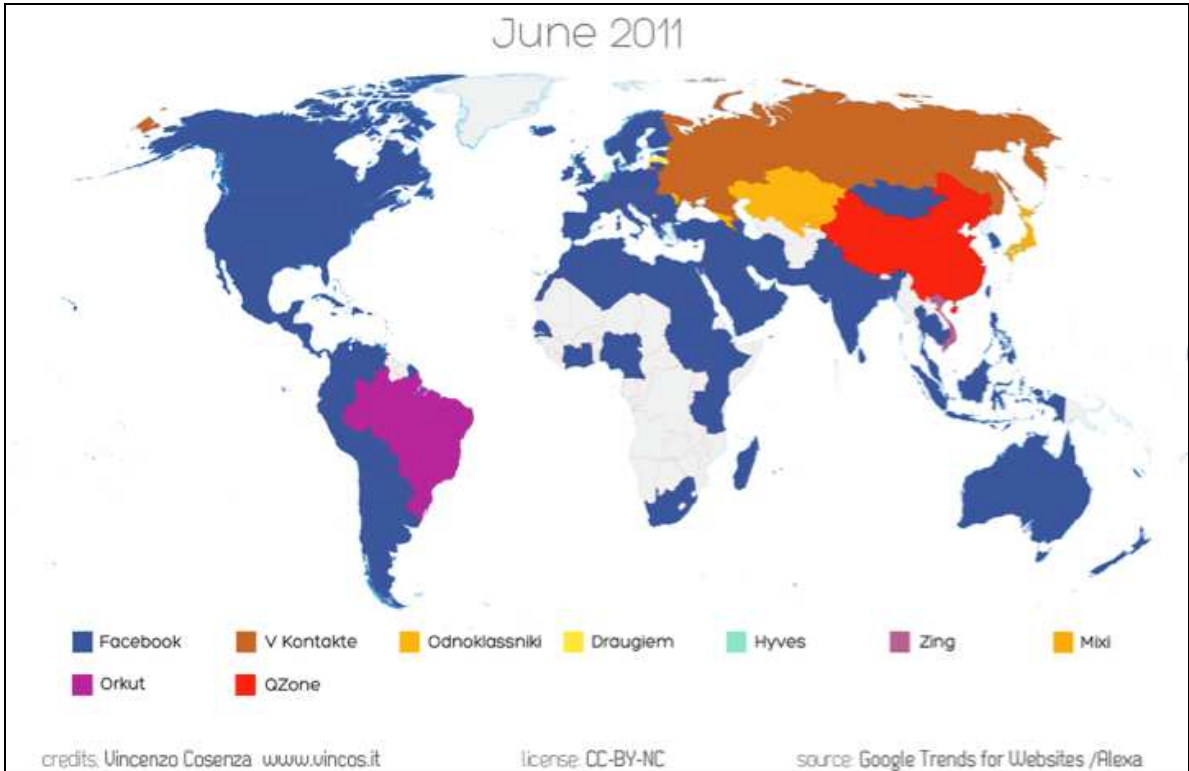 June 2011
Facebook V Kontakte Odnoklassniki Draugiem Hyves Zing Mixi
Orkut QZone
credits: Vincenzo Cosenza www.vincos.it license: CC-BY-NC source: Google Trends for Websites /Alexa